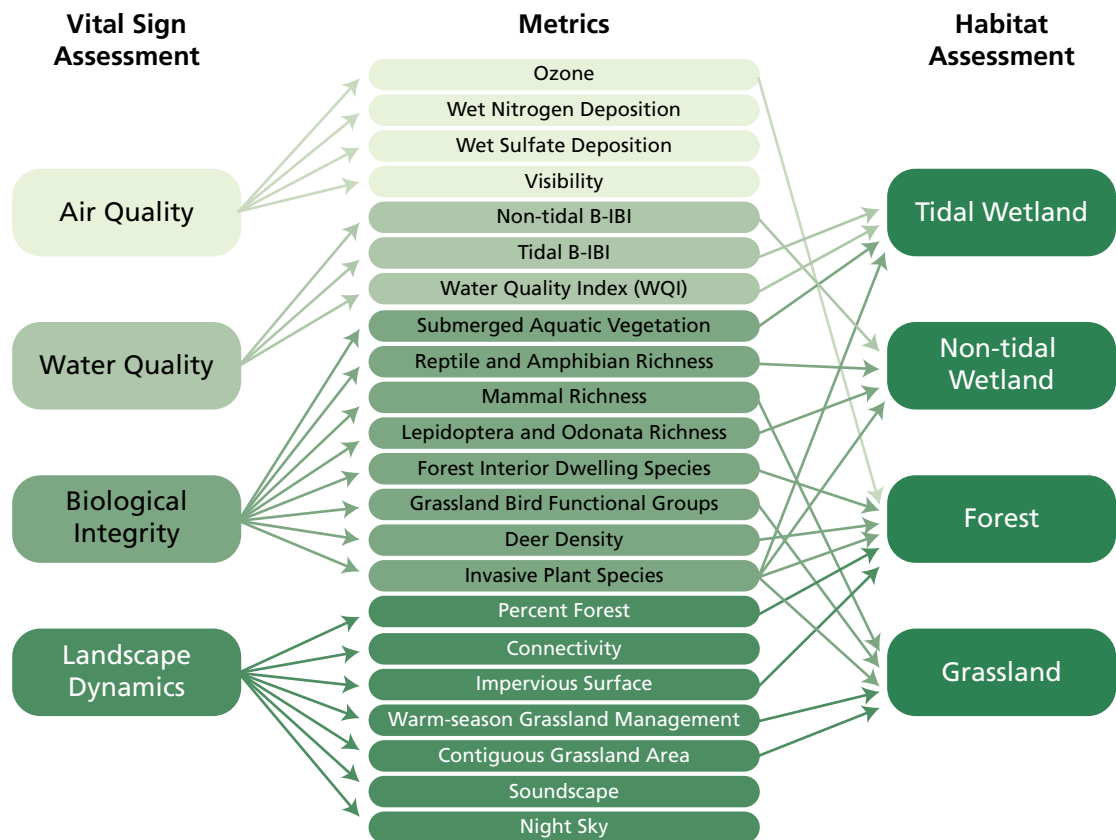 Vital Sign
Assessment
Metrics
Habitat
Assessment
Air Quality
Water Quality
Biological
Integrity
Landscape
Dynamics
Ozone
Wet Nitrogen Deposition
Wet Sulfate Deposition
Visibility
Non-tidal B-IBI
Tidal B-IBI
Water Quality Index (WQI)
Submerged Aquatic Vegetation
Reptile and Amphibian Richness
Mammal Richness
Lepidoptera and Odonata Richness
Forest Interior Dwelling Species
Grassland Bird Functional Groups
Deer Density
Invasive Plant Species
Percent Forest
Connectivity
Impervious Surface
Warm-season Grassland Management
Contiguous Grassland Area
Soundscape
Night Sky
Tidal Wetland
Non-tidal
Wetland
Forest
Grassland